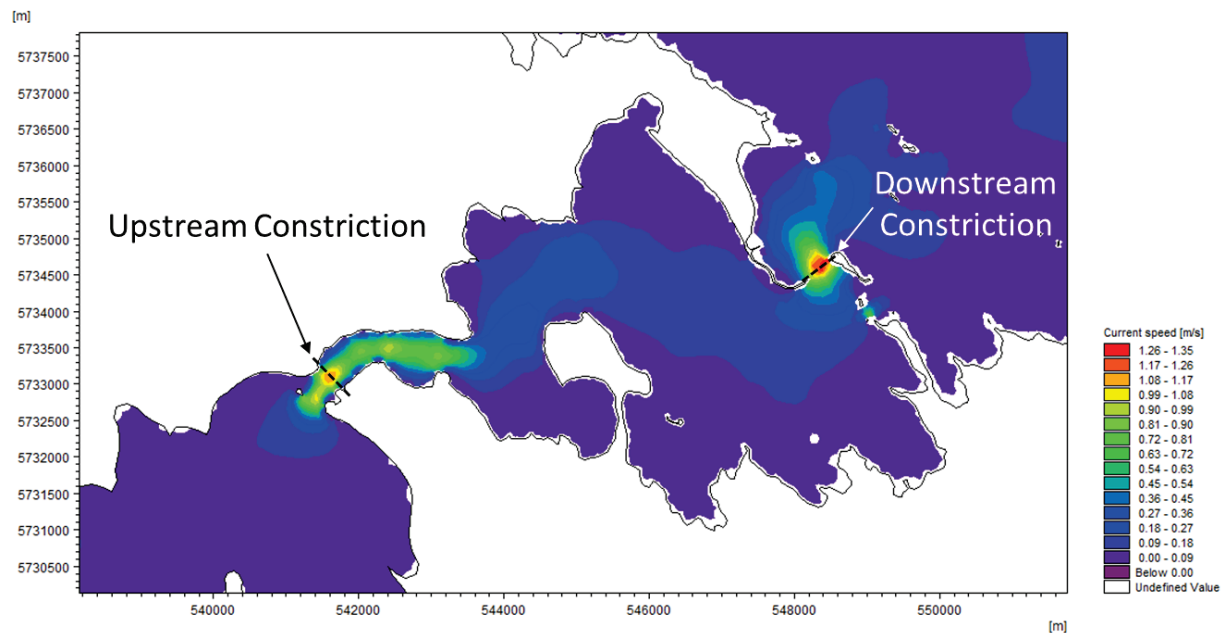 [m]
5737500
5737000
5736500
5736000
5735500
5735000
5734500
5734000
5733500
5733000
5732500
5732000
5731500
5731000
5730500
Upstream Constriction
Downstream
Constriction
540000
542000
544000
546000
548000
550000
[m]
Current speed [m/s]
1.26 - 1.35
1.17 - 1.26
1.08 - 1.17
0.99 - 1.08
0.90 - 0.99
0.81 - 0.90
0.72 - 0.81
0.63 - 0.72
0.54 - 0.63
0.45 - 0.54
0.36 - 0.45
0.27 - 0.36
0.18 - 0.27
0.09 - 0.18
0.00 - 0.09
Below 0.00
Undefined Value